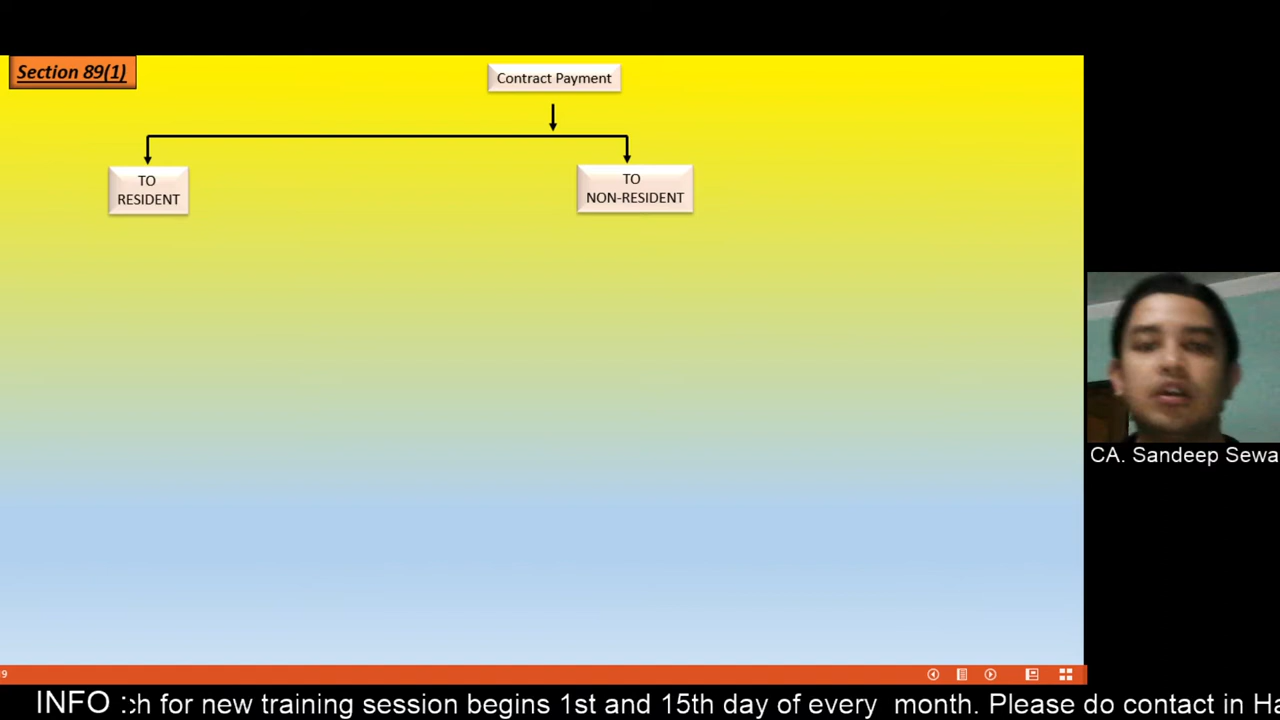 Section 89(1)
Contract Payment
TO
RESIDENT
TO
NON-RESIDENT
CA. Sandeep Sewa
9
INFO :ch for new training session begins 1st and 15th day of every month. Please do contact in Ha